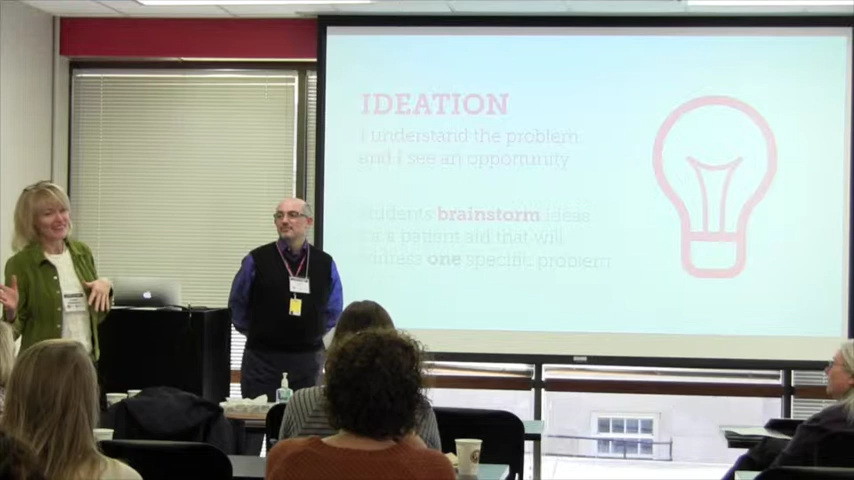 IDEATION
I understand the problem
and I see an opportunity
students brainstorm ideas
a patient aid that will
address one specific problem